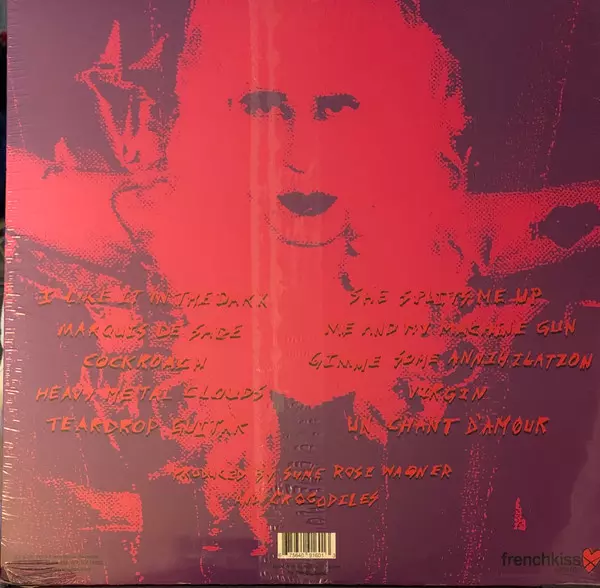 I LIKE IT IN THE DARK
MARQUIS DE SADE
COCKROACH
HEAVY METAL CLOUDS
TEARDROP GUITAR
SHE SPLITS ME UP
ME AND MY MACHINE GUN
GIMME SOME ANNIHILATION
VIRGIN
UN CHANT D'AMOUR
PRODUCED BY SUNE ROSE WAGNER
AND CROCODILES
frenchkiss